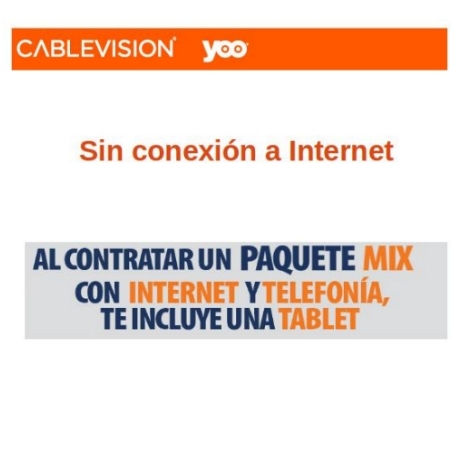 CABLEVISION yoo
Sin conexión a Internet
AL CONTRATAR UN PAQUETE MIX
CON INTERNET Y TELEFONÍA,
TE INCLUYE UNA TABLET